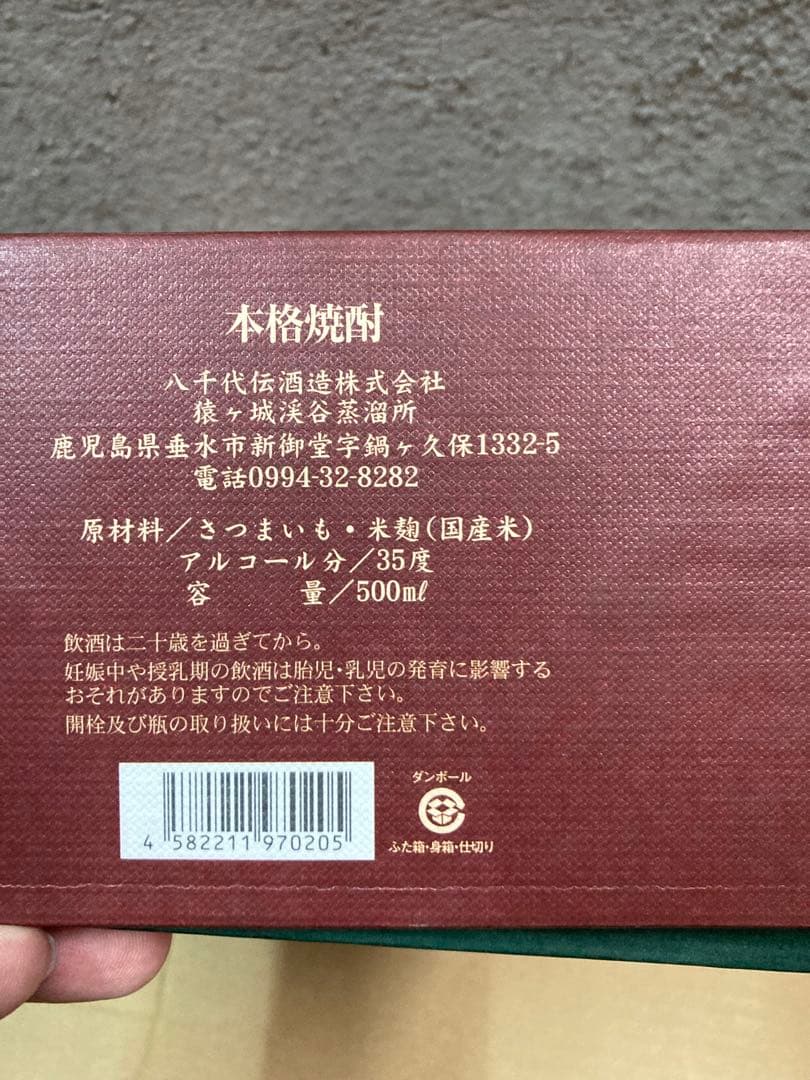 本格焼酎
八千代伝酒造株式会社
猿ヶ城渓谷蒸溜所
鹿児島県垂水市新御堂字鍋ヶ久保1332-5
電話0994-32-8282
原材料／さつまいも・米麹(国産米)
アルコール分／35度
容　量／500㎖
飲酒は二十歳を過ぎてから。
妊娠中や授乳期の飲酒は胎児・乳児の発育に影響する
おそれがありますのでご注意下さい。
開栓及び瓶の取り扱いには十分ご注意下さい。
4 582211 970205
ダンボール
ふた箱・身箱・仕切り